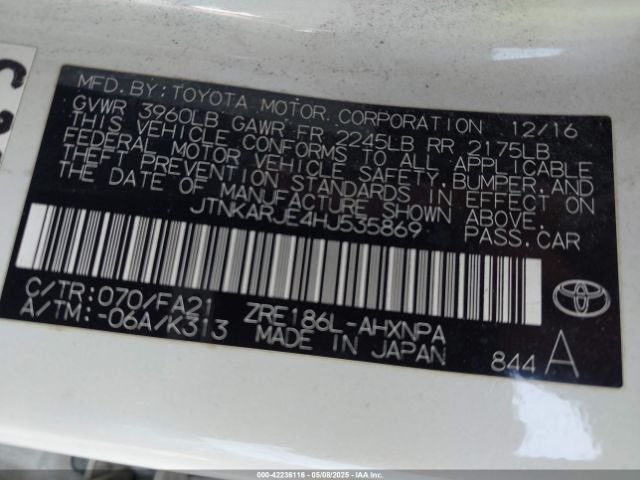 MFD.BY:TOYOTA MOTOR CORPORATION 12/16
GVWR 3960LB GAWR FR 2245LB RR 2175LB
THIS VEHICLE CONFORMS TO ALL APPLICABLE
FEDERAL MOTOR VEHICLE SAFETY,BUMPER,AND
THEFT PREVENTION STANDARDS IN EFFECT ON
THE DATE OF MANUFACTURE SHOWN ABOVE.
JTNKARJE4HJ535869 PASS.CAR
C/TR:070/FA21 ZRE186L-AHXNPA
A/TM:-06A/K313 MADE IN JAPAN
844 A
000-42236116 - 05/08/2025 - IAA Inc.